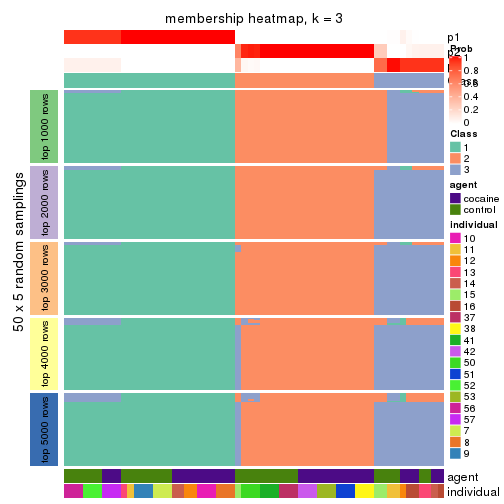 membership heatmap, k = 3
p1
p2
Prob
1
0.8
0.6
0.4
0.2
0
Class
1
2
3
agent
cocaine
control
individual
10
11
12
13
14
15
16
37
38
41
42
50
51
52
53
56
57
7
8
9
50 x 5 random samplings
top 1000 rows
top 2000 rows
top 3000 rows
top 4000 rows
top 5000 rows
agent
individual